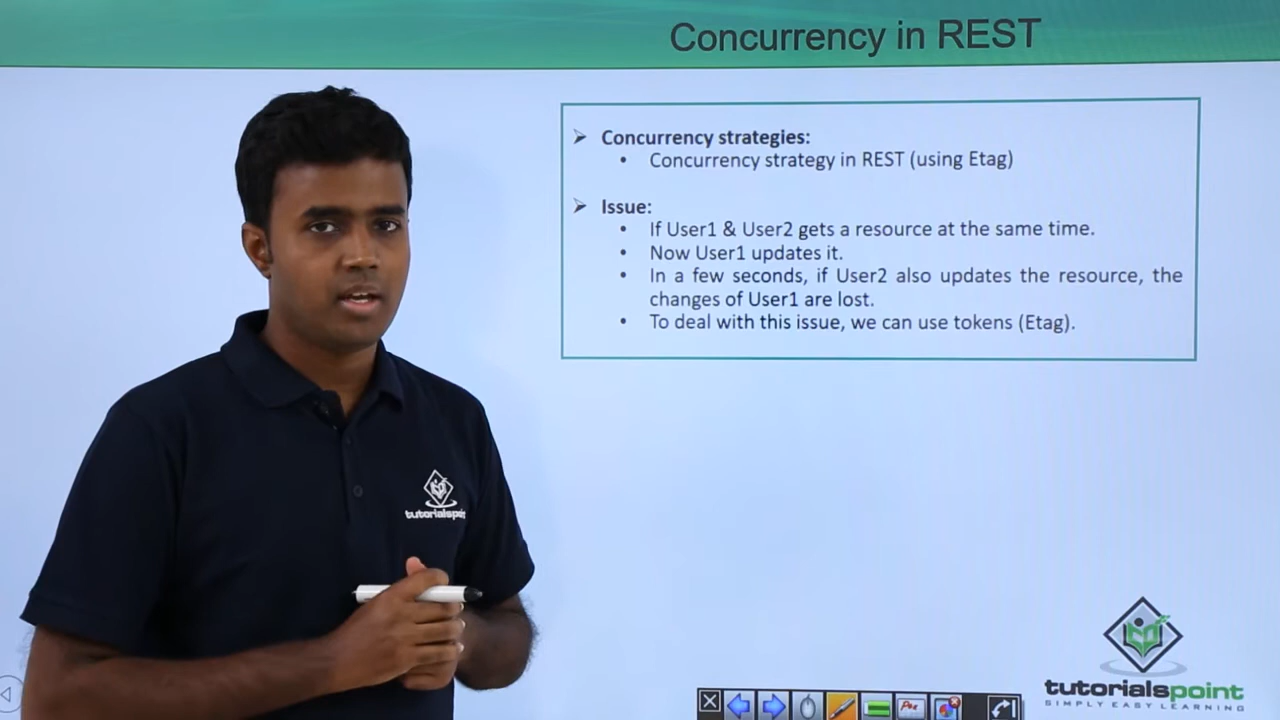 Concurrency in REST
Concurrency strategies:
Concurrency strategy in REST (using Etag)
Issue:
If User1 & User2 gets a resource at the same time.
Now User1 updates it.
In a few seconds, if User2 also updates the resource, the
changes of User1 are lost.
To deal with this issue, we can use tokens (Etag).
tutorialspoint
tutorialspoint
SIMPLY EASY LEARNING